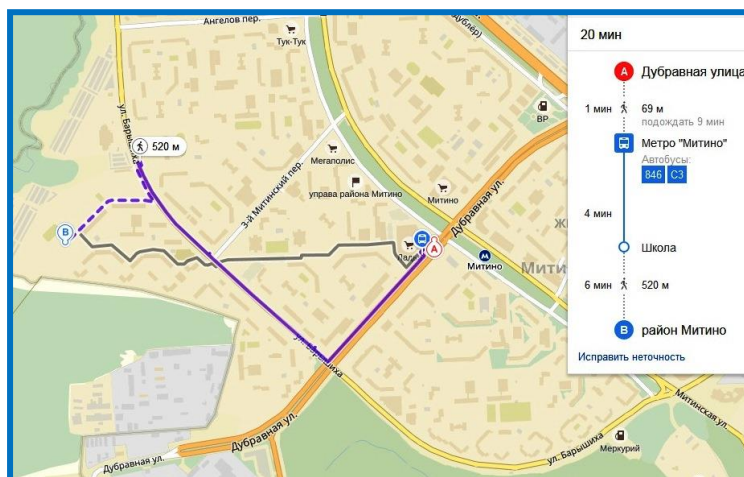 Ангелов пер.
Тук-Тук
(дублёр)
20 мин
А
Дубравная улица
ВР
1 мин
69 м
подождать 9 мин
ул. Барышиха
520 м
Метро "Митино"
Автобусы:
846
С3
Мегаполис
3-й Митинский пер.
управа района Митино
Митино
Дубравная ул.
4 мин
В
А
Школа
Митино
Мити
6 мин
520 м
ул. Барышиха
В
район Митино
Исправить неточность
Дубравная ул.
Митинская ул.
ул. Барышиха
Меркурий
Дубравная ул.